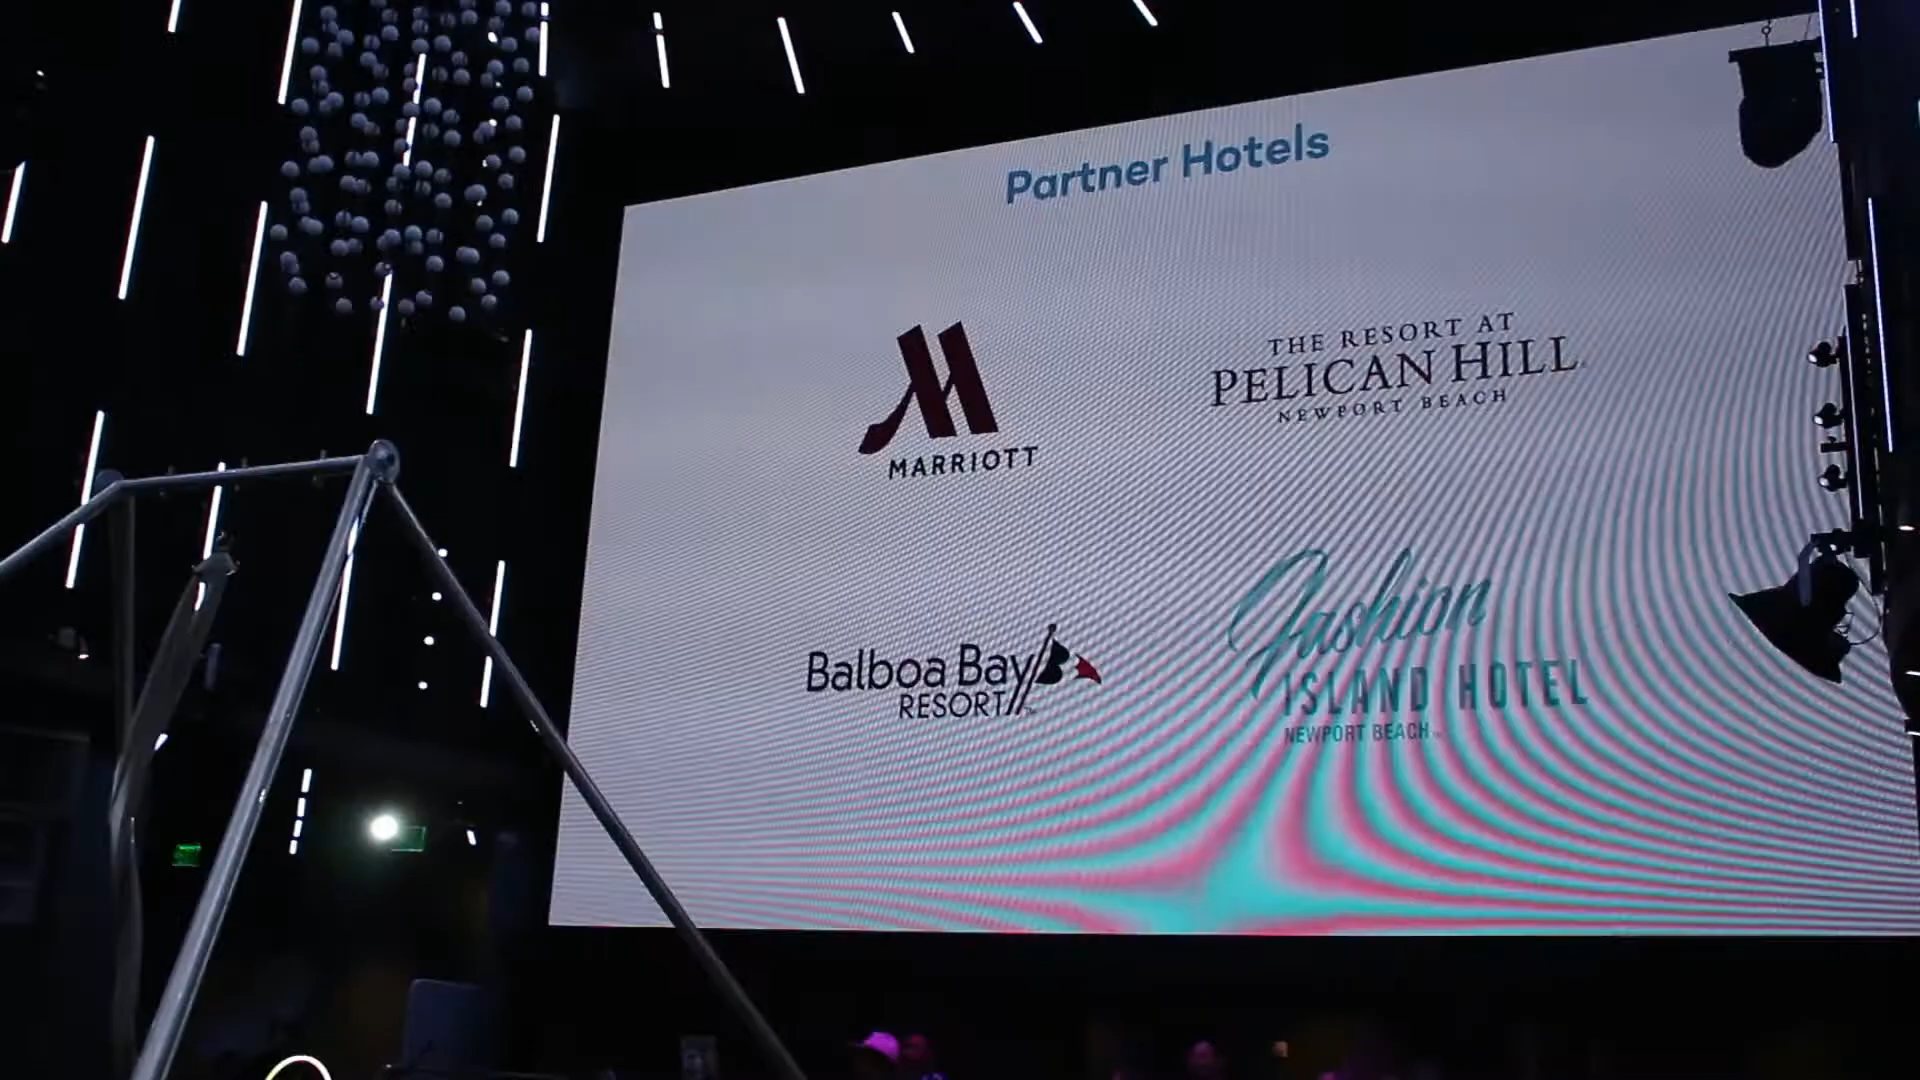 Partner Hotels
MARRIOTT
THE RESORT AT
PELICAN HILL
NEWPORT BEACH
Balboa Bay
RESORT
Fashion
ISLAND HOTEL
NEWPORT BEACH